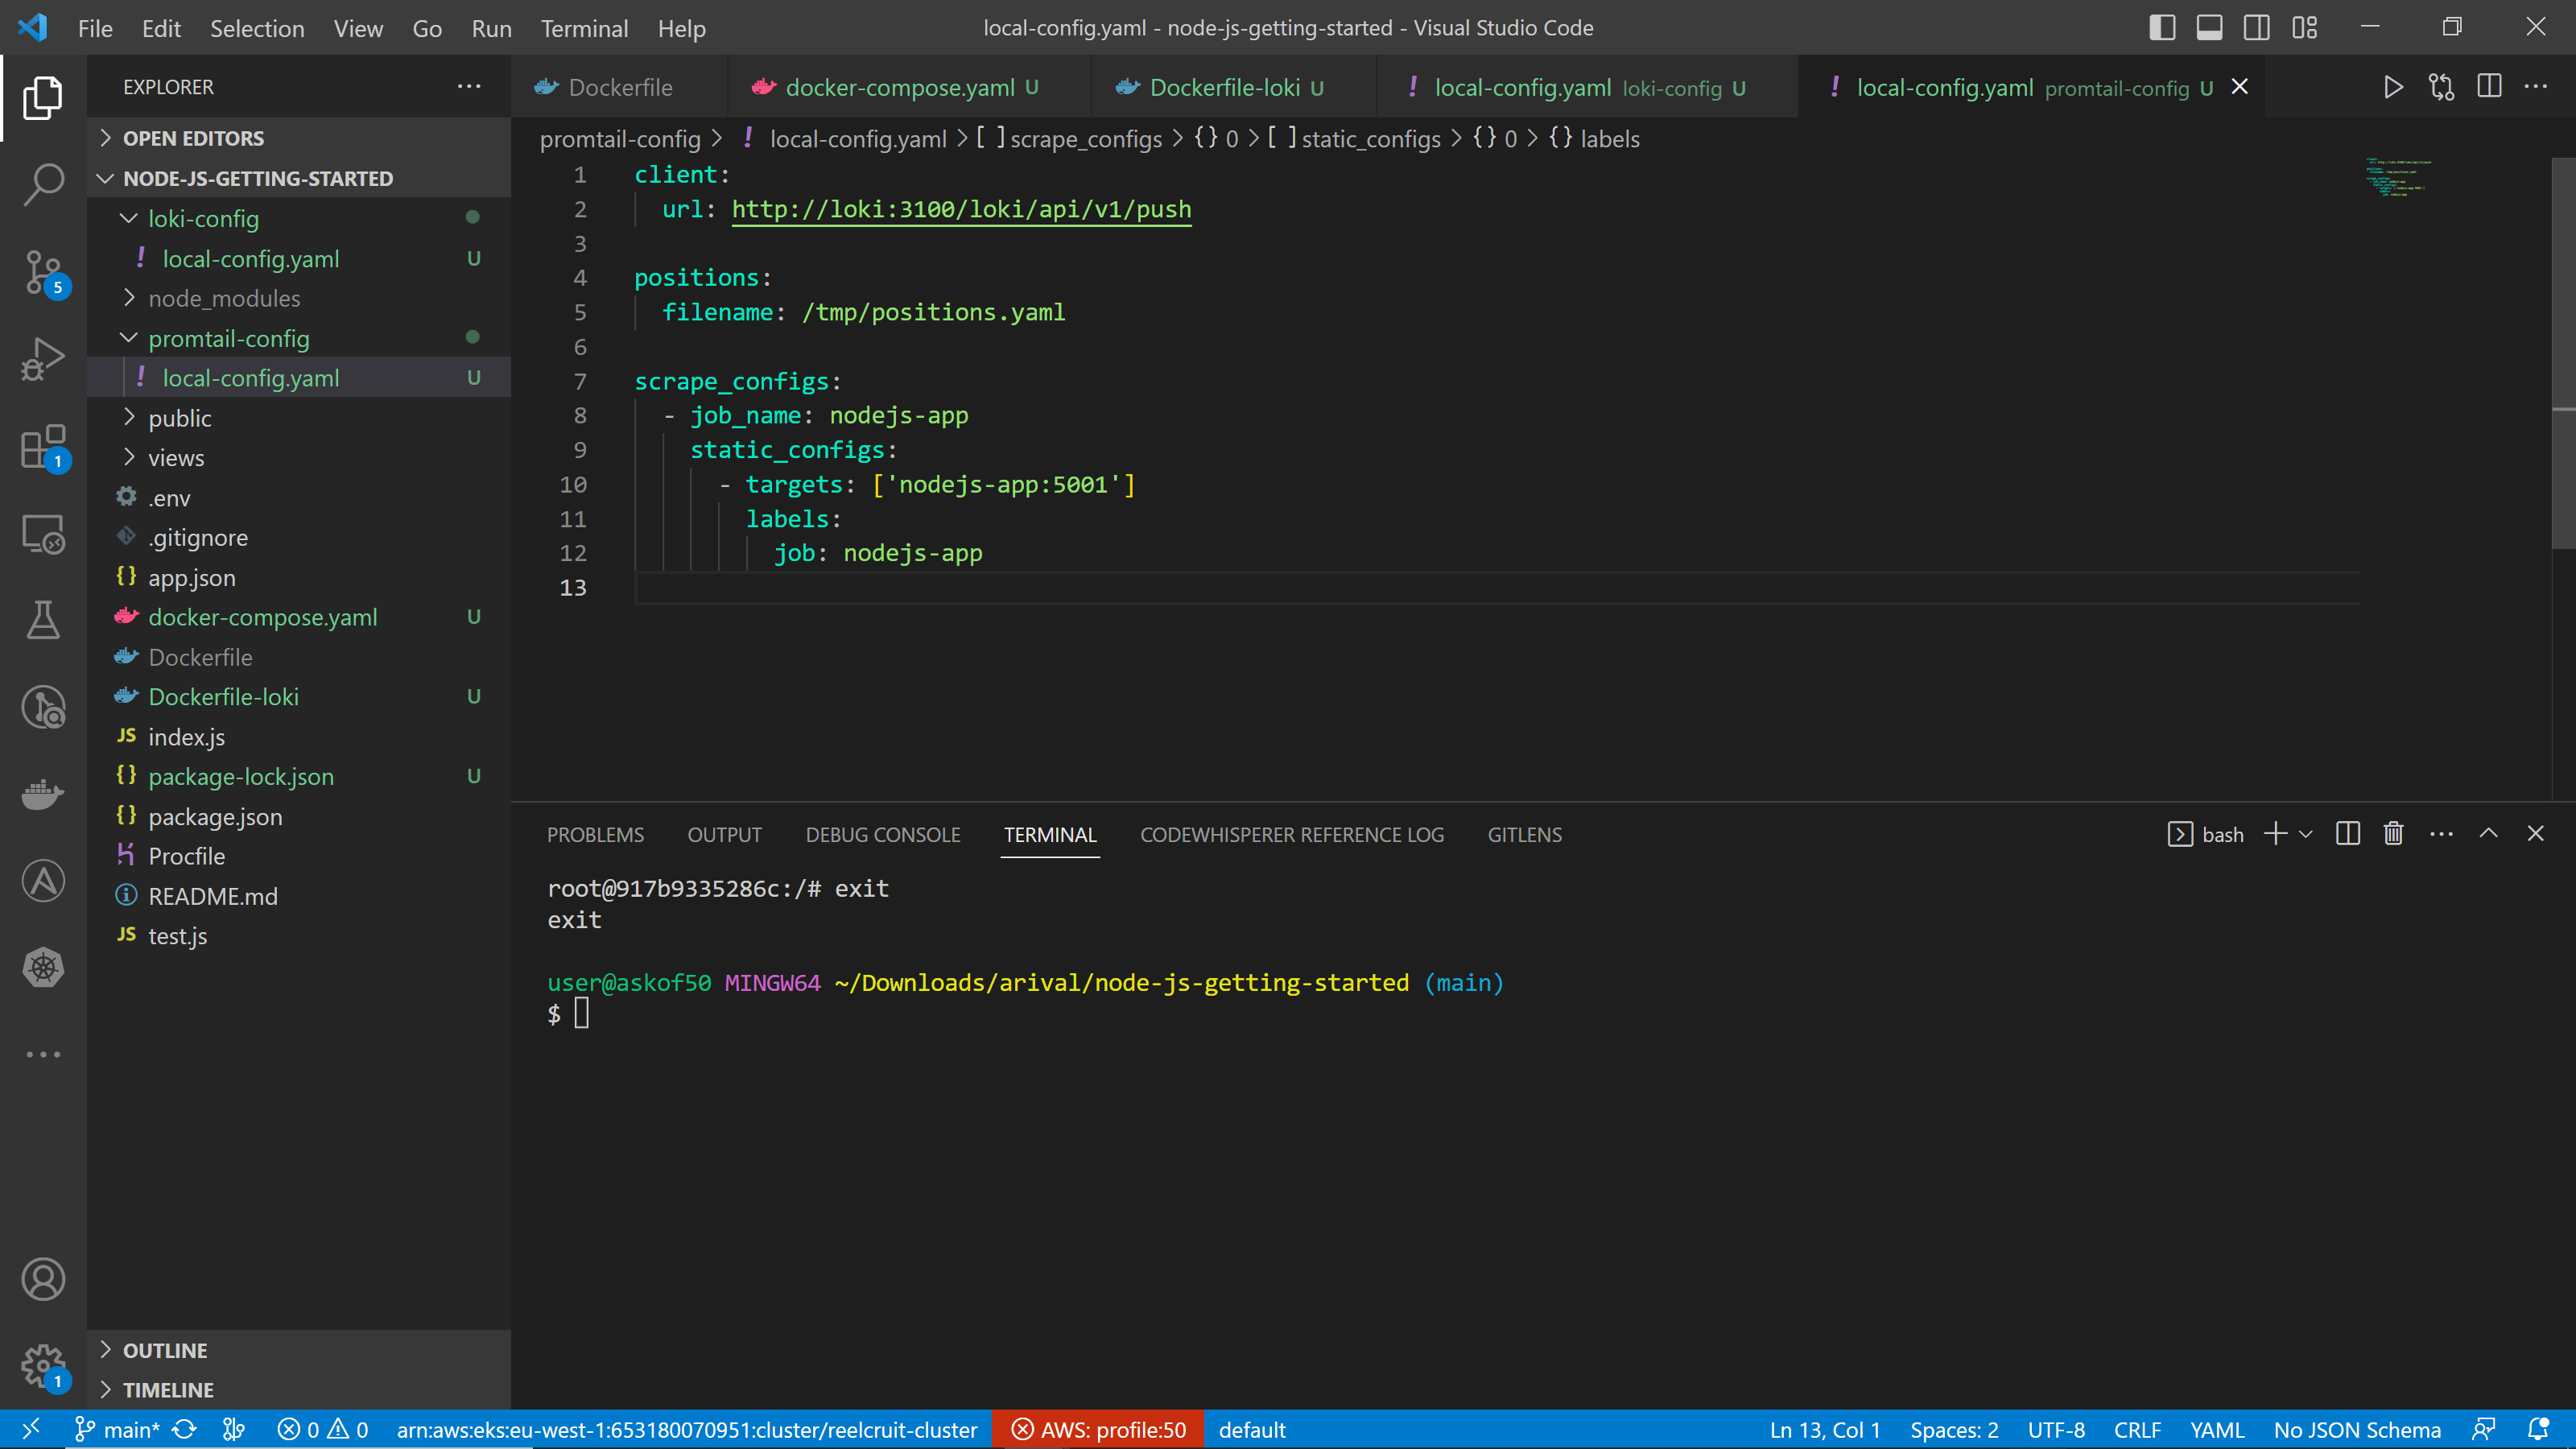 File Edit Selection View Go Run Terminal Help
local-config.yaml - node-js-getting-started - Visual Studio Code
EXPLORER
OPEN EDITORS
NODE-JS-GETTING-STARTED
loki-config
local-config.yaml U
node_modules
promtail-config
local-config.yaml U
public
views
.env
.gitignore
app.json
docker-compose.yaml U
Dockerfile
Dockerfile-loki U
index.js
package-lock.json U
package.json
Procfile
README.md
test.js
OUTLINE
TIMELINE
5
1
1
Dockerfile docker-compose.yaml U Dockerfile-loki U local-config.yaml loki-config U local-config.yaml promtail-config U
promtail-config > local-config.yaml > [ ] scrape_configs > {} 0 > [ ] static_configs > {} 0 > {} labels
1 client:
2 url: http://loki:3100/loki/api/v1/push
3
4 positions:
5 filename: /tmp/positions.yaml
6
7 scrape_configs:
8 - job_name: nodejs-app
9 static_configs:
10 - targets: ['nodejs-app:5001']
11 labels:
12 job: nodejs-app
13
PROBLEMS OUTPUT DEBUG CONSOLE TERMINAL CODEWHISPERER REFERENCE LOG GITLENS
bash
root@917b9335286c:/# exit
exit
user@askof50 MINGW64 ~/Downloads/arival/node-js-getting-started (main)
$
main* 0 0 arn:aws:eks:eu-west-1:653180070951:cluster/reelcruit-cluster AWS: profile:50 default
Ln 13, Col 1 Spaces: 2 UTF-8 CRLF YAML No JSON Schema